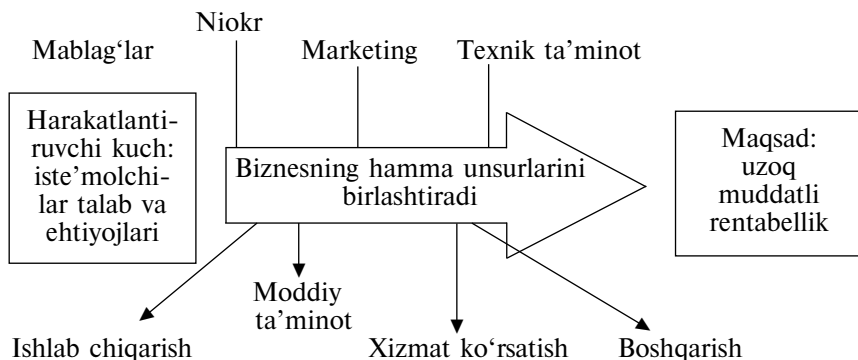 Niokr
Mablag‘lar
Marketing
Texnik ta’minot
Harakatlanti-
ruvchi kuch:
iste’molchi-
lar talab va
ehtiyojlari
Biznesning hamma unsurlarini
birlashtiradi
Maqsad:
uzoq
muddatli
rentabellik
Moddiy
ta’minot
Ishlab chiqarish
Xizmat ko‘rsatish
Boshqarish